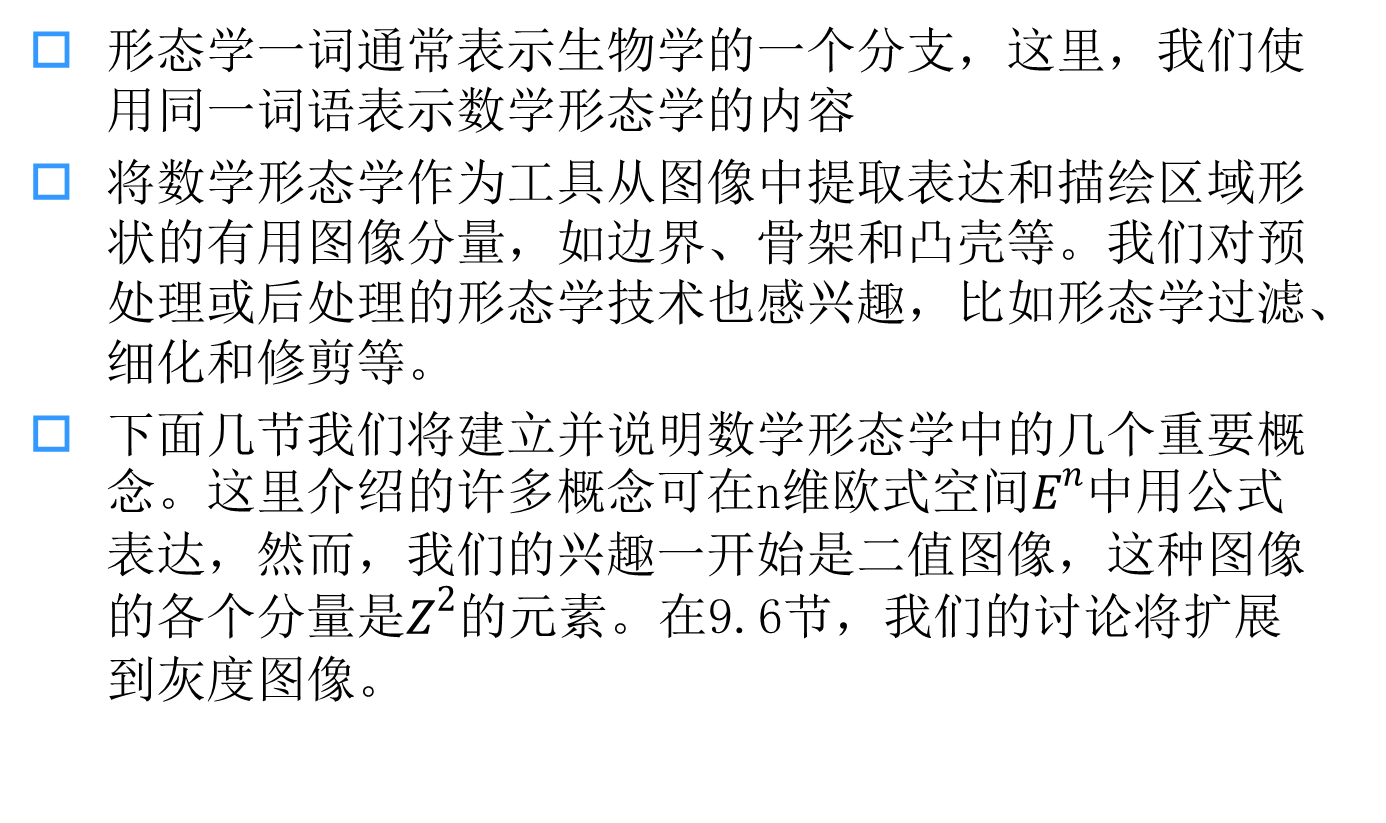 形态学一词通常表示生物学的一个分支，这里，我们使
用同一词语表示数学形态学的内容
将数学形态学作为工具从图像中提取表达和描绘区域形
状的有用图像分量，如边界、骨架和凸壳等。我们对预
处理或后处理的形态学技术也感兴趣，比如形态学过滤、
细化和修剪等。
下面几节我们将建立并说明数学形态学中的几个重要概
念。这里介绍的许多概念可在n维欧式空间Eⁿ中用公式
表达，然而，我们的兴趣一开始是二值图像，这种图像
的各个分量是Z²的元素。在9.6节，我们的讨论将扩展
到灰度图像。